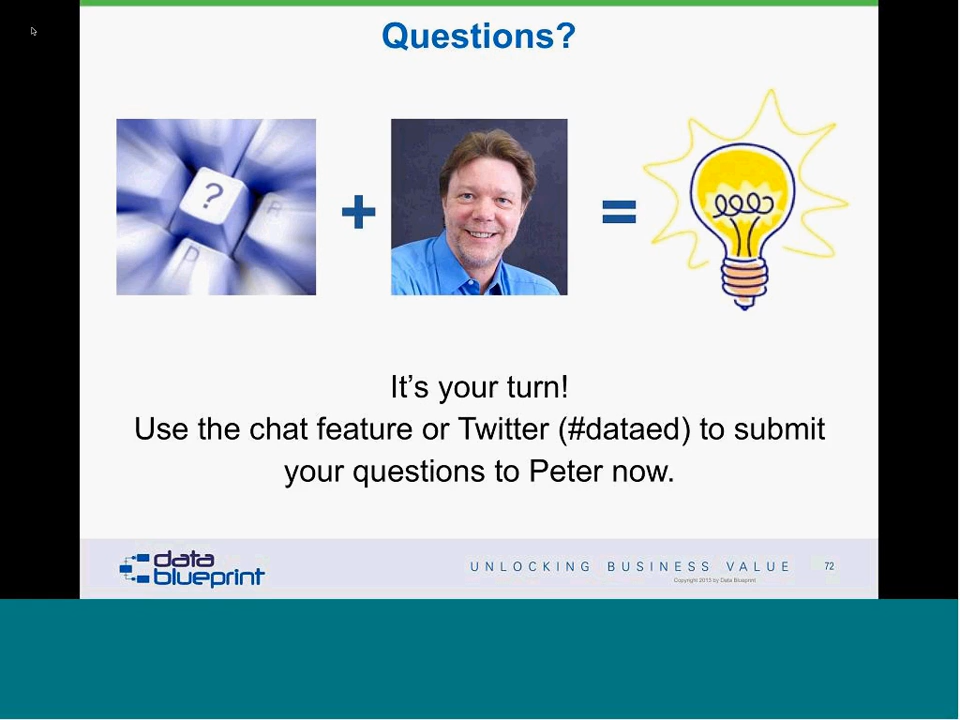 Questions?
?
R
D
+
=
It’s your turn!
Use the chat feature or Twitter (#dataed) to submit
your questions to Peter now.
data
blueprint
UNLOCKING BUSINESS VALUE
72
Copyright 2015 by Data Blueprint